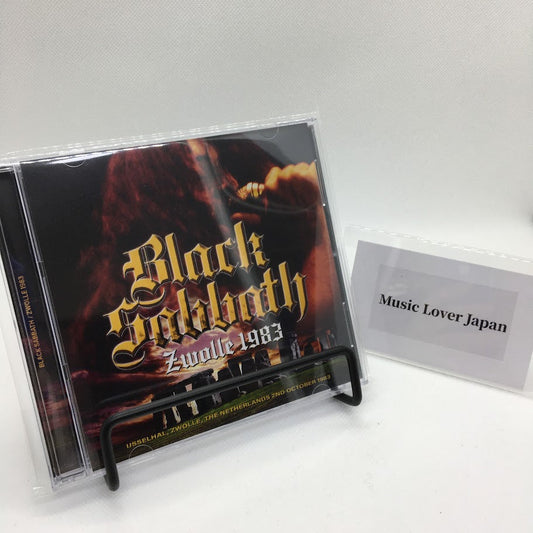 BLACK SABBATH / ZWOLLE 1983
Black
Sabbath
Zwolle 1983
IJSSELHAL, ZWOLLE, THE NETHERLANDS 2ND OCTOBER 1983
Music Lover Japan